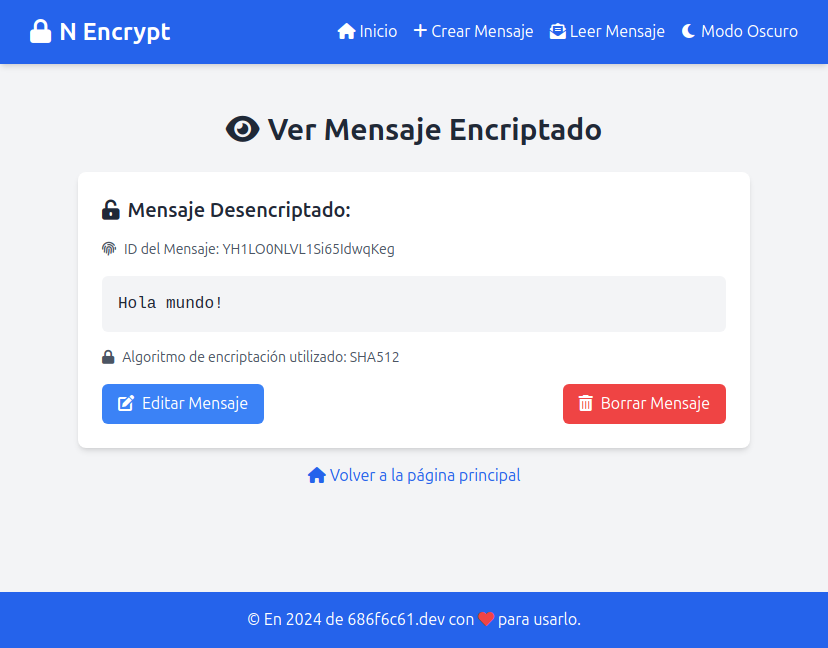 N Encrypt
Inicio
Crear Mensaje
Leer Mensaje
Modo Oscuro
Ver Mensaje Encriptado
Mensaje Desencriptado:
ID del Mensaje: YH1LO0NLVL1Si65IdwqKeg
Hola mundo!
Algoritmo de encriptación utilizado: SHA512
Editar Mensaje
Borrar Mensaje
Volver a la página principal
© En 2024 de 686f6c61.dev con ❤ para usarlo.